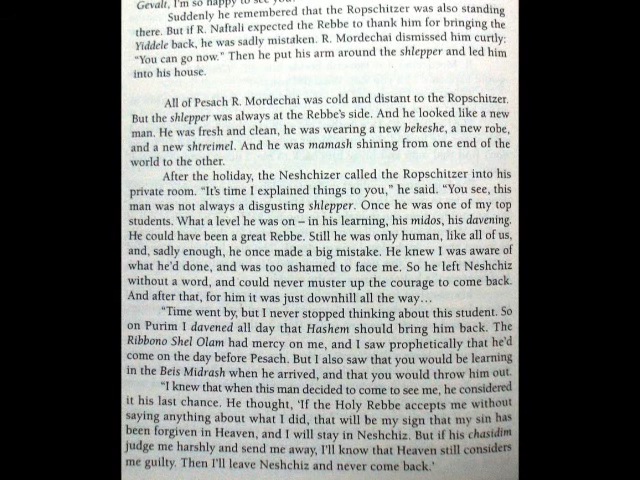 Gevalt, I'm so happy to see you
Suddenly he remembered that the Ropschitzer was also standing
there. But if R. Naftali expected the Rebbe to thank him for bringing the
Yiddele back, he was sadly mistaken. R. Mordechai dismissed him curtly:
"You can go now." Then he put his arm around the shlepper and led him
into his house.
All of Pesach R. Mordechai was cold and distant to the Ropschitzer.
But the shlepper was always at the Rebbe's side. And he looked like a new
man. He was fresh and clean, he was wearing a new bekeshe, a new robe,
and a new shtreimel. And he was mamash shining from one end of the
world to the other.
After the holiday, the Neshchizer called the Ropschitzer into his
private room. "It's time I explained things to you," he said. "You see, this
man was not always a disgusting shlepper. Once he was one of my top
students. What a level he was on – in his learning, his midos, his davening.
He could have been a great Rebbe. Still he was only human, like all of us,
and, sadly enough, he once made a big mistake. He knew I was aware of
what he'd done, and was too ashamed to face me. So he left Neshchiz
without a word, and could never muster up the courage to come back.
And after that, for him it was just downhill all the way...
"Time went by, but I never stopped thinking about this student. So
on Purim I davened all day that Hashem should bring him back. The
Ribbono Shel Olam had mercy on me, and I saw prophetically that he'd
come on the day before Pesach. But I also saw that you would be learning
in the Beis Midrash when he arrived, and that you would throw him out.
"I knew that when this man decided to come to see me, he considered
it his last chance. He thought, 'If the Holy Rebbe accepts me without
saying anything about what I did, that will be my sign that my sin has
been forgiven in Heaven, and I will stay in Neshchiz. But if his chasidim
judge me harshly and send me away, I'll know that Heaven still considers
me guilty. Then I'll leave Neshchiz and never come back.'